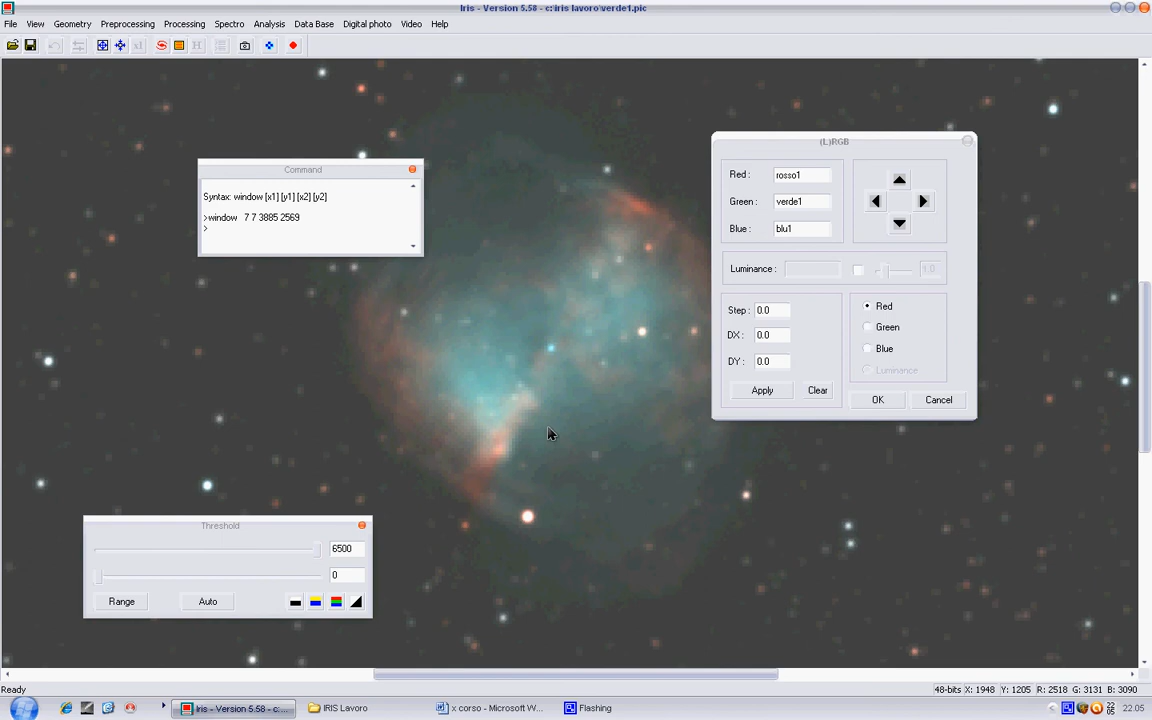 Iris - Version 5.58 - c:\iris lavoro\verde1.pic
File View Geometry Preprocessing Processing Spectro Analysis Data Base Digital photo Video Help
Command
Syntax: window [x1] [y1] [x2] [y2]
>window 7 7 3885 2569
>
(L)RGB
Red : rosso1
Green : verde1
Blue : blu1
Luminance : 1.0
Step : 0.0
DX : 0.0
DY : 0.0
Red
Green
Blue
Luminance
Apply Clear OK Cancel
Threshold
6500
0
Range Auto
Ready
48-bits X: 1948 Y: 1205 R: 2518 G: 3131 B: 3090
Iris - Version 5.58 - c:...
IRIS Lavoro
x corso - Microsoft W...
Flashing
22
05
22.05